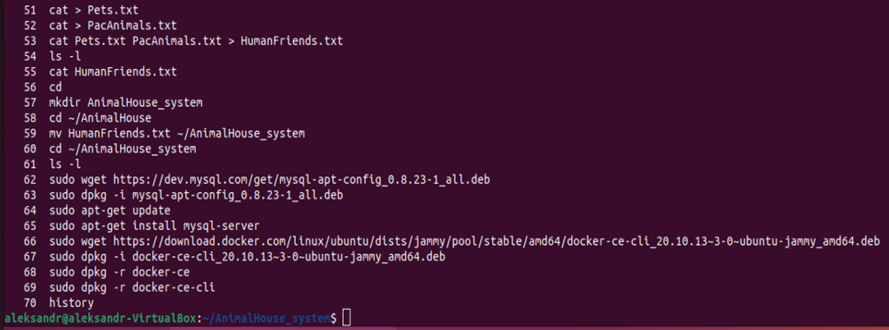 51 cat > Pets.txt
52 cat > PacAnimals.txt
53 cat Pets.txt PacAnimals.txt > HumanFriends.txt
54 ls -l
55 cat HumanFriends.txt
56 cd
57 mkdir AnimalHouse_system
58 cd ~/AnimalHouse
59 mv HumanFriends.txt ~/AnimalHouse_system
60 cd ~/AnimalHouse_system
61 ls -l
62 sudo wget https://dev.mysql.com/get/mysql-apt-config_0.8.23-1_all.deb
63 sudo dpkg -i mysql-apt-config_0.8.23-1_all.deb
64 sudo apt-get update
65 sudo apt-get install mysql-server
66 sudo wget https://download.docker.com/linux/ubuntu/dists/jammy/pool/stable/amd64/docker-ce-cli_20.10.13~3-0~ubuntu-jammy_amd64.deb
67 sudo dpkg -i docker-ce-cli_20.10.13~3-0~ubuntu-jammy_amd64.deb
68 sudo dpkg -r docker-ce
69 sudo dpkg -r docker-ce-cli
70 history
aleksandr@aleksandr-VirtualBox:~/AnimalHouse_system$